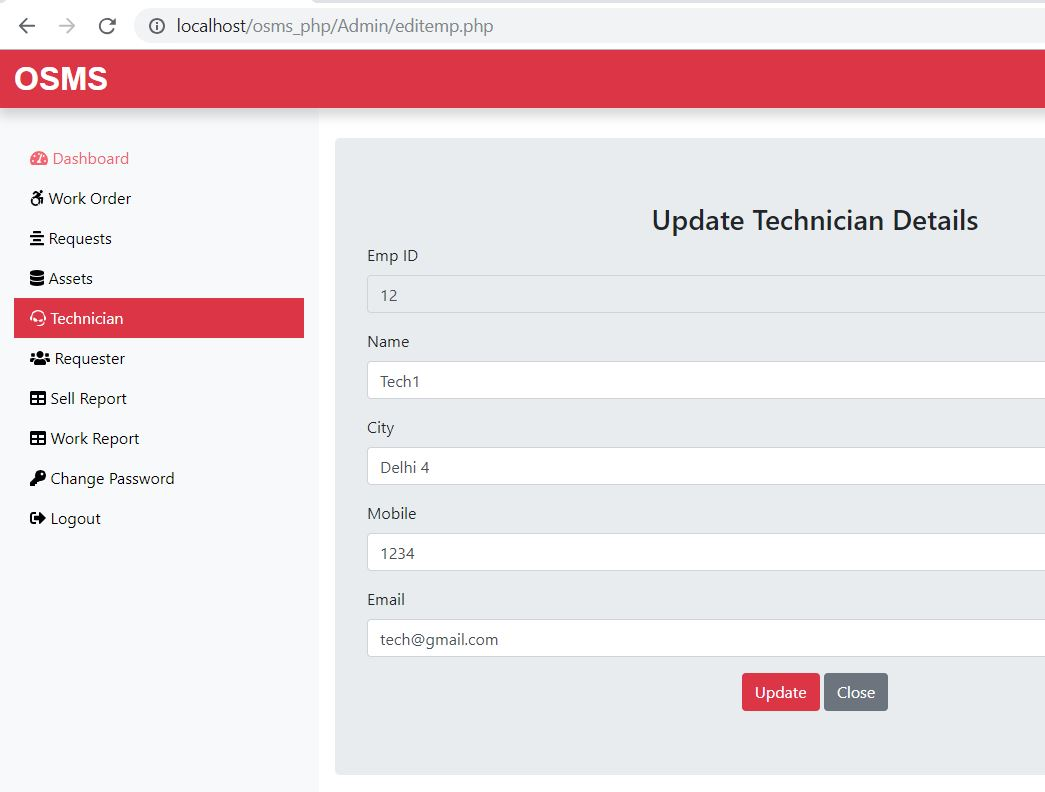 localhost/osms_php/Admin/editemp.php
OSMS
Dashboard
Work Order
Requests
Assets
Technician
Requester
Sell Report
Work Report
Change Password
Logout
Update Technician Details
Emp ID
12
Name
Tech1
City
Delhi 4
Mobile
1234
Email
tech@gmail.com
Update Close